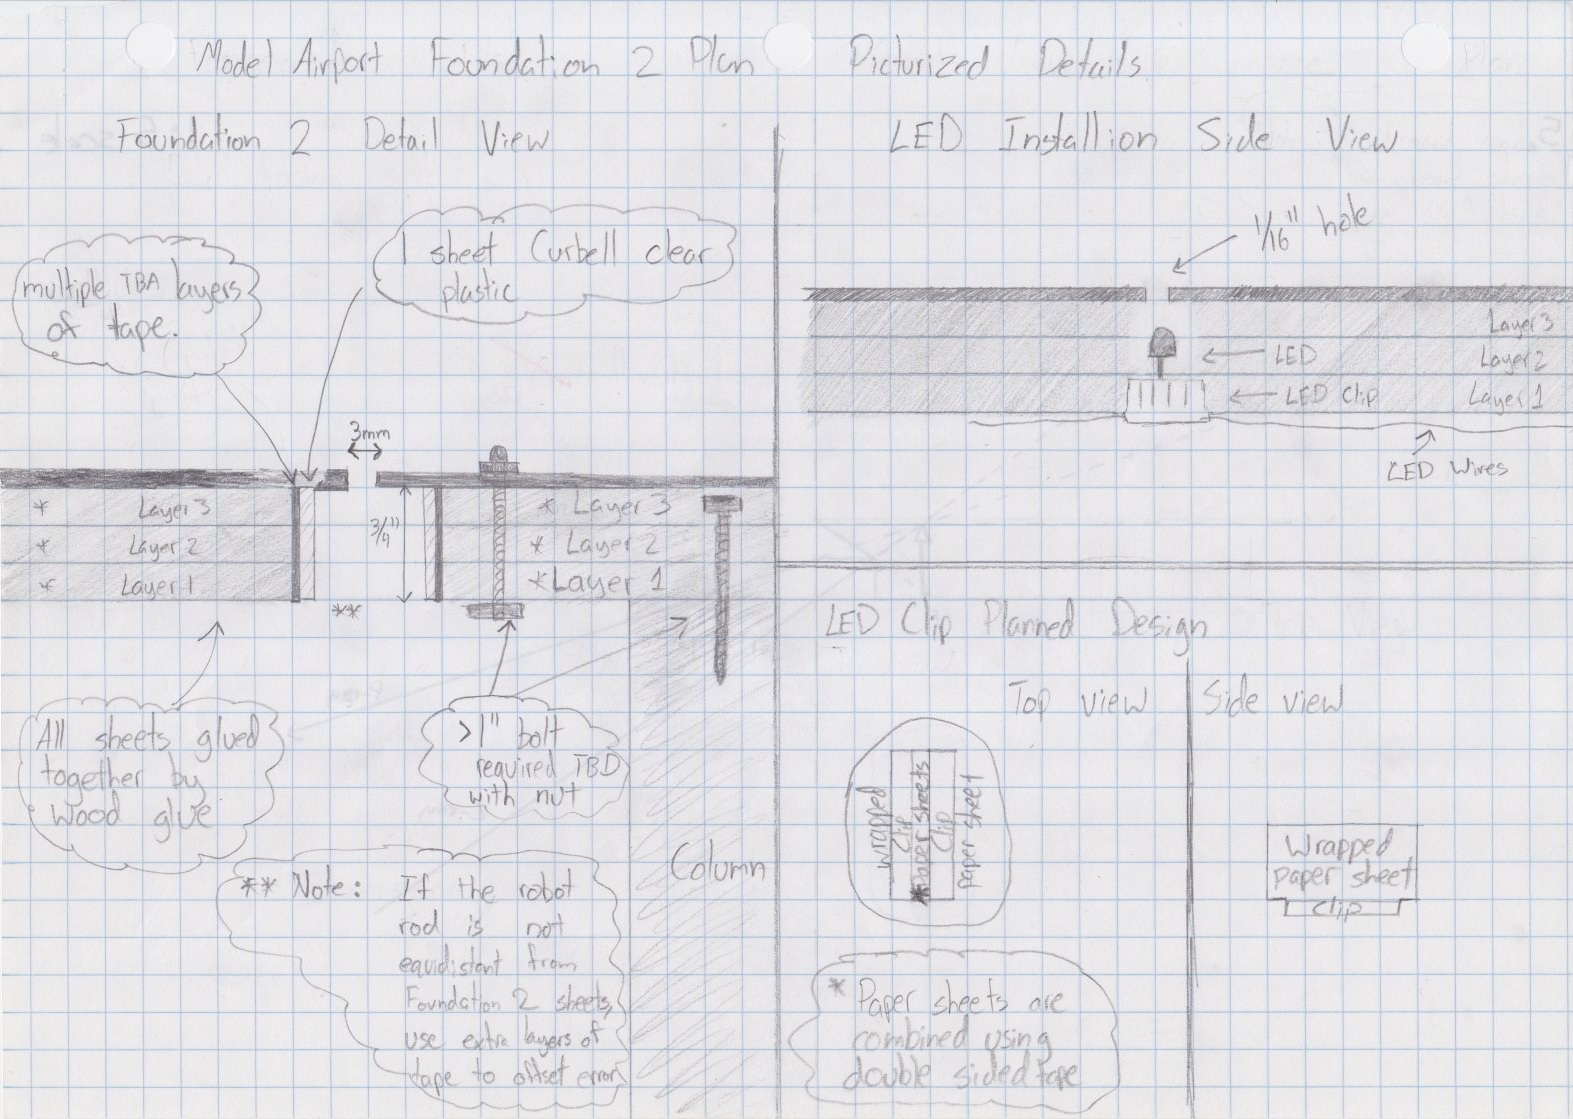 Model Airport Foundation 2 Plan Picturized Details
Foundation 2 Detail View
multiple TBA layers
of tape.
1 sheet Curbell clear
plastic
3mm
* Layer 3
* Layer 2
* Layer 1
3/4"
* Layer 3
* Layer 2
*Layer 1
**
All sheets glued
together by
wood glue
>1" bolt
required TBD
with nut
Column
** Note: If the robot
rod is not
equidistant from
Foundation 2 sheets,
use extra layers of
tape to offset error
LED Installion Side View
1/16" hole
Layer 3
Layer 2
Layer 1
LED
LED Clip
LED Wires
LED Clip Planned Design
Top view
wrapped
clip
*Paper sheets
clip
paper sheet
Side view
Wrapped
paper sheet
clip
* Paper sheets are
combined using
double sided tape